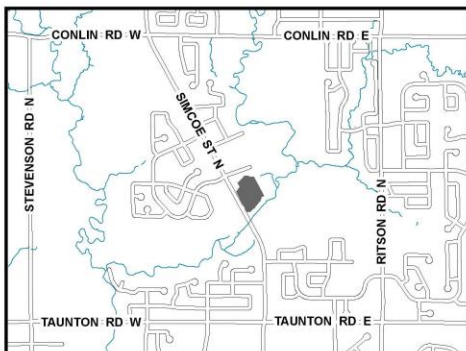 CONLIN RD W
CONLIN RD E
SIMCOE ST N
STEVENSON RD N
RITSON RD N
TAUNTON RD W
TAUNTON RD E